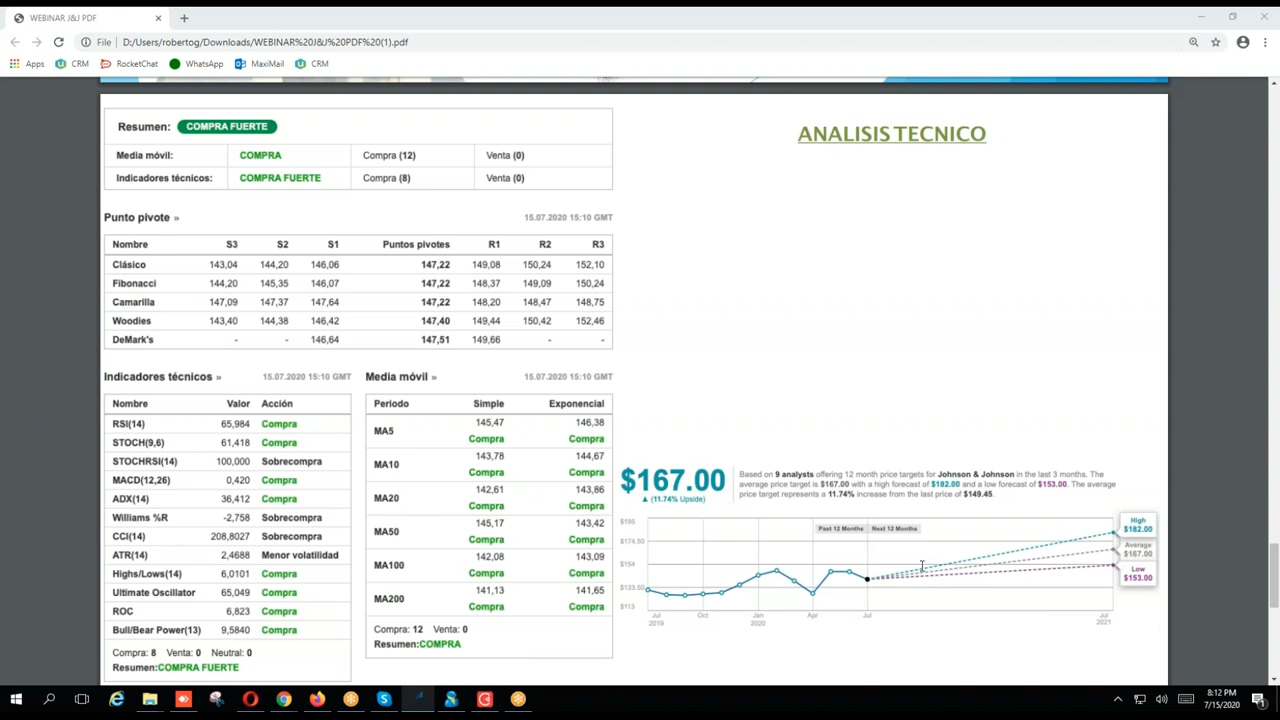 WEBINAR J&J PDF
File
D:/Users/robertog/Downloads/WEBINAR%20J&J%20PDF%20(1).pdf
Apps CRM RocketChat WhatsApp MaxiMail CRM
Resumen: COMPRA FUERTE
Media móvil: COMPRA Compra (12) Venta (0)
Indicadores técnicos: COMPRA FUERTE Compra (8) Venta (0)
ANALISIS TECNICO
Punto pivote » 15.07.2020 15:10 GMT
Nombre S3 S2 S1 Puntos pivotes R1 R2 R3
Clásico 143,04 144,20 146,06 147,22 149,08 150,24 152,10
Fibonacci 144,20 145,35 146,07 147,22 148,37 149,09 150,24
Camarilla 147,09 147,37 147,64 147,22 148,20 148,47 148,75
Woodies 143,40 144,38 146,42 147,40 149,44 150,42 152,46
DeMark's - - 146,64 147,51 149,66 - -
Indicadores técnicos » 15.07.2020 15:10 GMT
Nombre Valor Acción
RSI(14) 65,984 Compra
STOCH(9,6) 61,418 Compra
STOCHRSI(14) 100,000 Sobrecompra
MACD(12,26) 0,420 Compra
ADX(14) 36,412 Compra
Williams %R -2,758 Sobrecompra
CCI(14) 208,8027 Sobrecompra
ATR(14) 2,4688 Menor volatilidad
Highs/Lows(14) 6,0101 Compra
Ultimate Oscillator 65,049 Compra
ROC 6,823 Compra
Bull/Bear Power(13) 9,5840 Compra
Compra: 8 Venta: 0 Neutral: 0
Resumen:COMPRA FUERTE
Media móvil » 15.07.2020 15:10 GMT
Periodo Simple Exponencial
MA5 145,47 146,38
Compra Compra
MA10 143,78 144,67
Compra Compra
MA20 142,61 143,86
Compra Compra
MA50 145,17 143,42
Compra Compra
MA100 142,08 143,09
Compra Compra
MA200 141,13 141,65
Compra Compra
Compra: 12 Venta: 0
Resumen:COMPRA
$167.00
▲ (11.74% Upside)
Based on 9 analysts offering 12 month price targets for Johnson & Johnson in the last 3 months. The
average price target is $167.00 with a high forecast of $182.00 and a low forecast of $153.00. The average
price target represents a 11.74% increase from the last price of $149.45.
$195
$174.50
$154
$133.50
$113
Past 12 Months Next 12 Months
High
$182.00
Average
$167.00
Low
$153.00
Jul Oct Jan Apr Jul Jul
2019 2020 2021
8:12 PM
7/15/2020